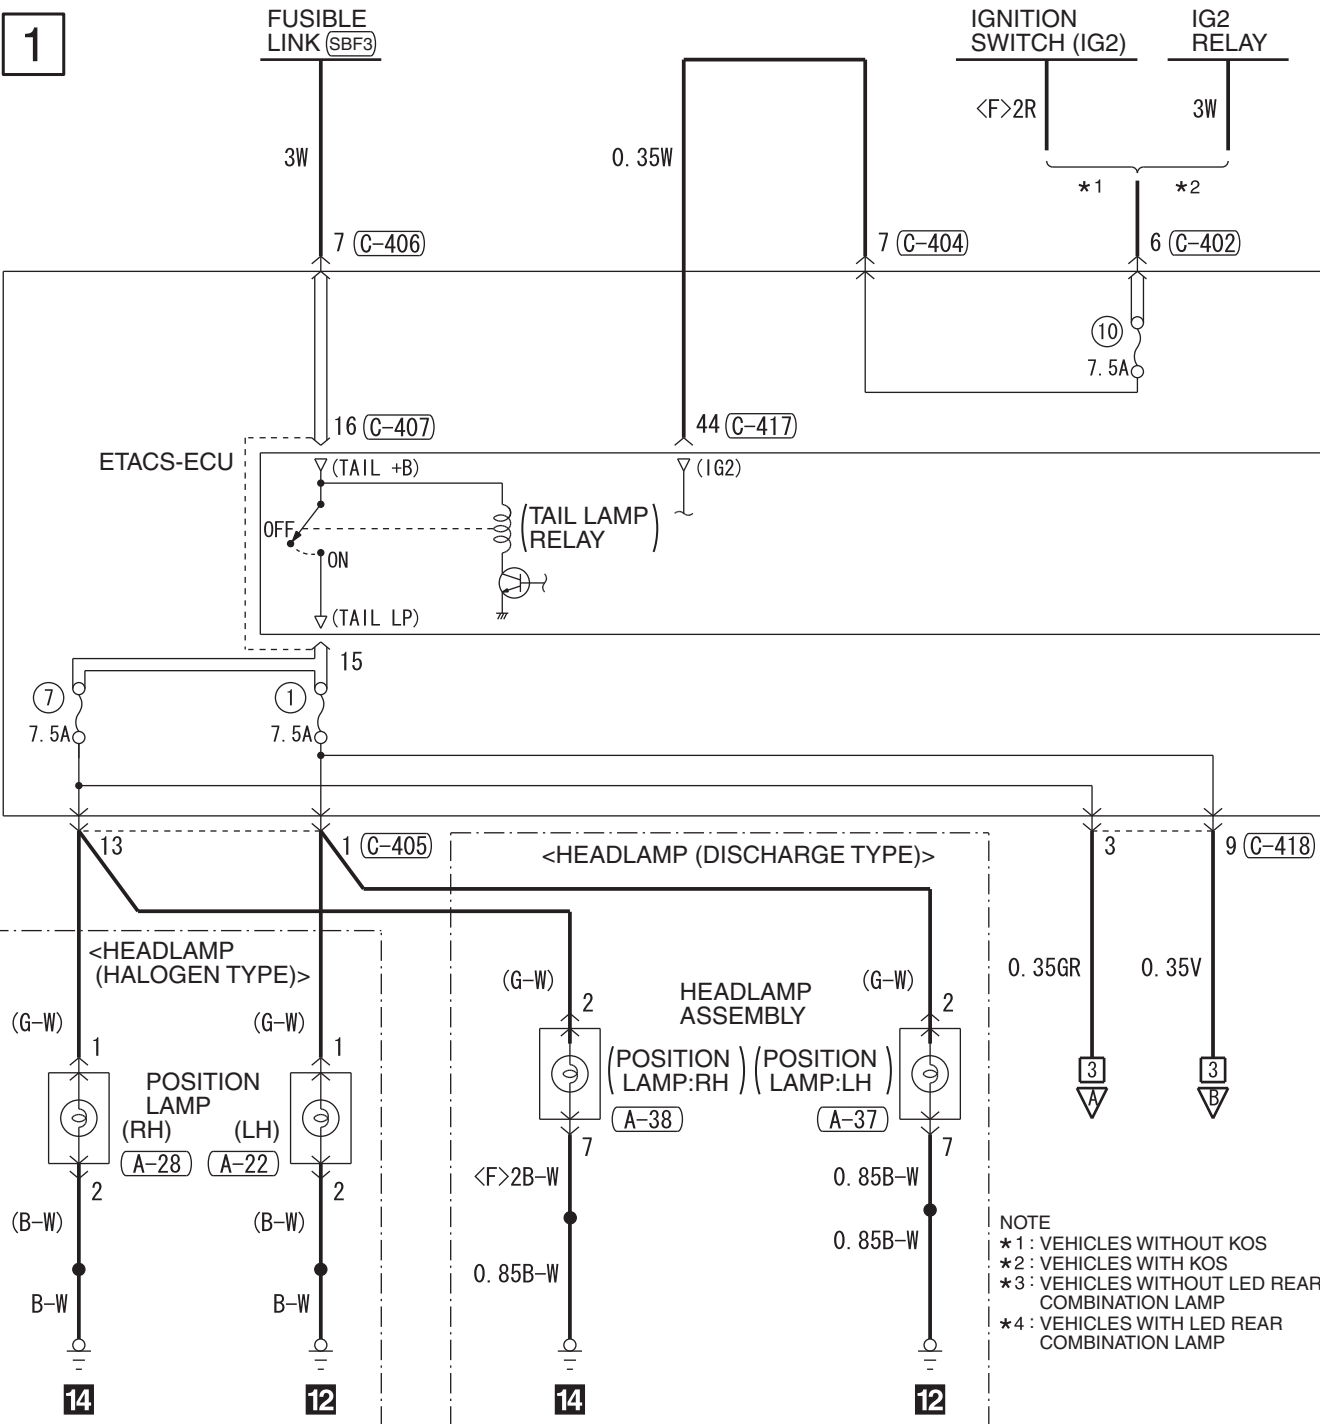 1
FUSIBLE
LINK SBF3
IGNITION
SWITCH (IG2)
IG2
RELAY
<F>2R
3W
3W
0.35W
*1
*2
7 C-406
7 C-404
6 C-402
10
7.5A
16 C-407
44 C-417
ETACS-ECU
(TAIL +B)
(IG2)
OFF
ON
(TAIL LAMP
RELAY)
(TAIL LP)
15
7
7.5A
1
7.5A
13
1 C-405
3
9 C-418
<HEADLAMP (DISCHARGE TYPE)>
<HEADLAMP
(HALOGEN TYPE)>
(G-W)
(G-W)
(G-W)
(G-W)
0.35GR
0.35V
1
1
2
2
HEADLAMP
ASSEMBLY
POSITION
LAMP
(RH)
(LH)
A-28
A-22
(POSITION
LAMP:RH)
(POSITION
LAMP:LH)
A-38
A-37
3
A
3
B
2
2
7
7
(B-W)
(B-W)
<F>2B-W
0.85B-W
B-W
B-W
0.85B-W
0.85B-W
NOTE
*1 : VEHICLES WITHOUT KOS
*2 : VEHICLES WITH KOS
*3 : VEHICLES WITHOUT LED REAR
COMBINATION LAMP
*4 : VEHICLES WITH LED REAR
COMBINATION LAMP
14
12
14
12